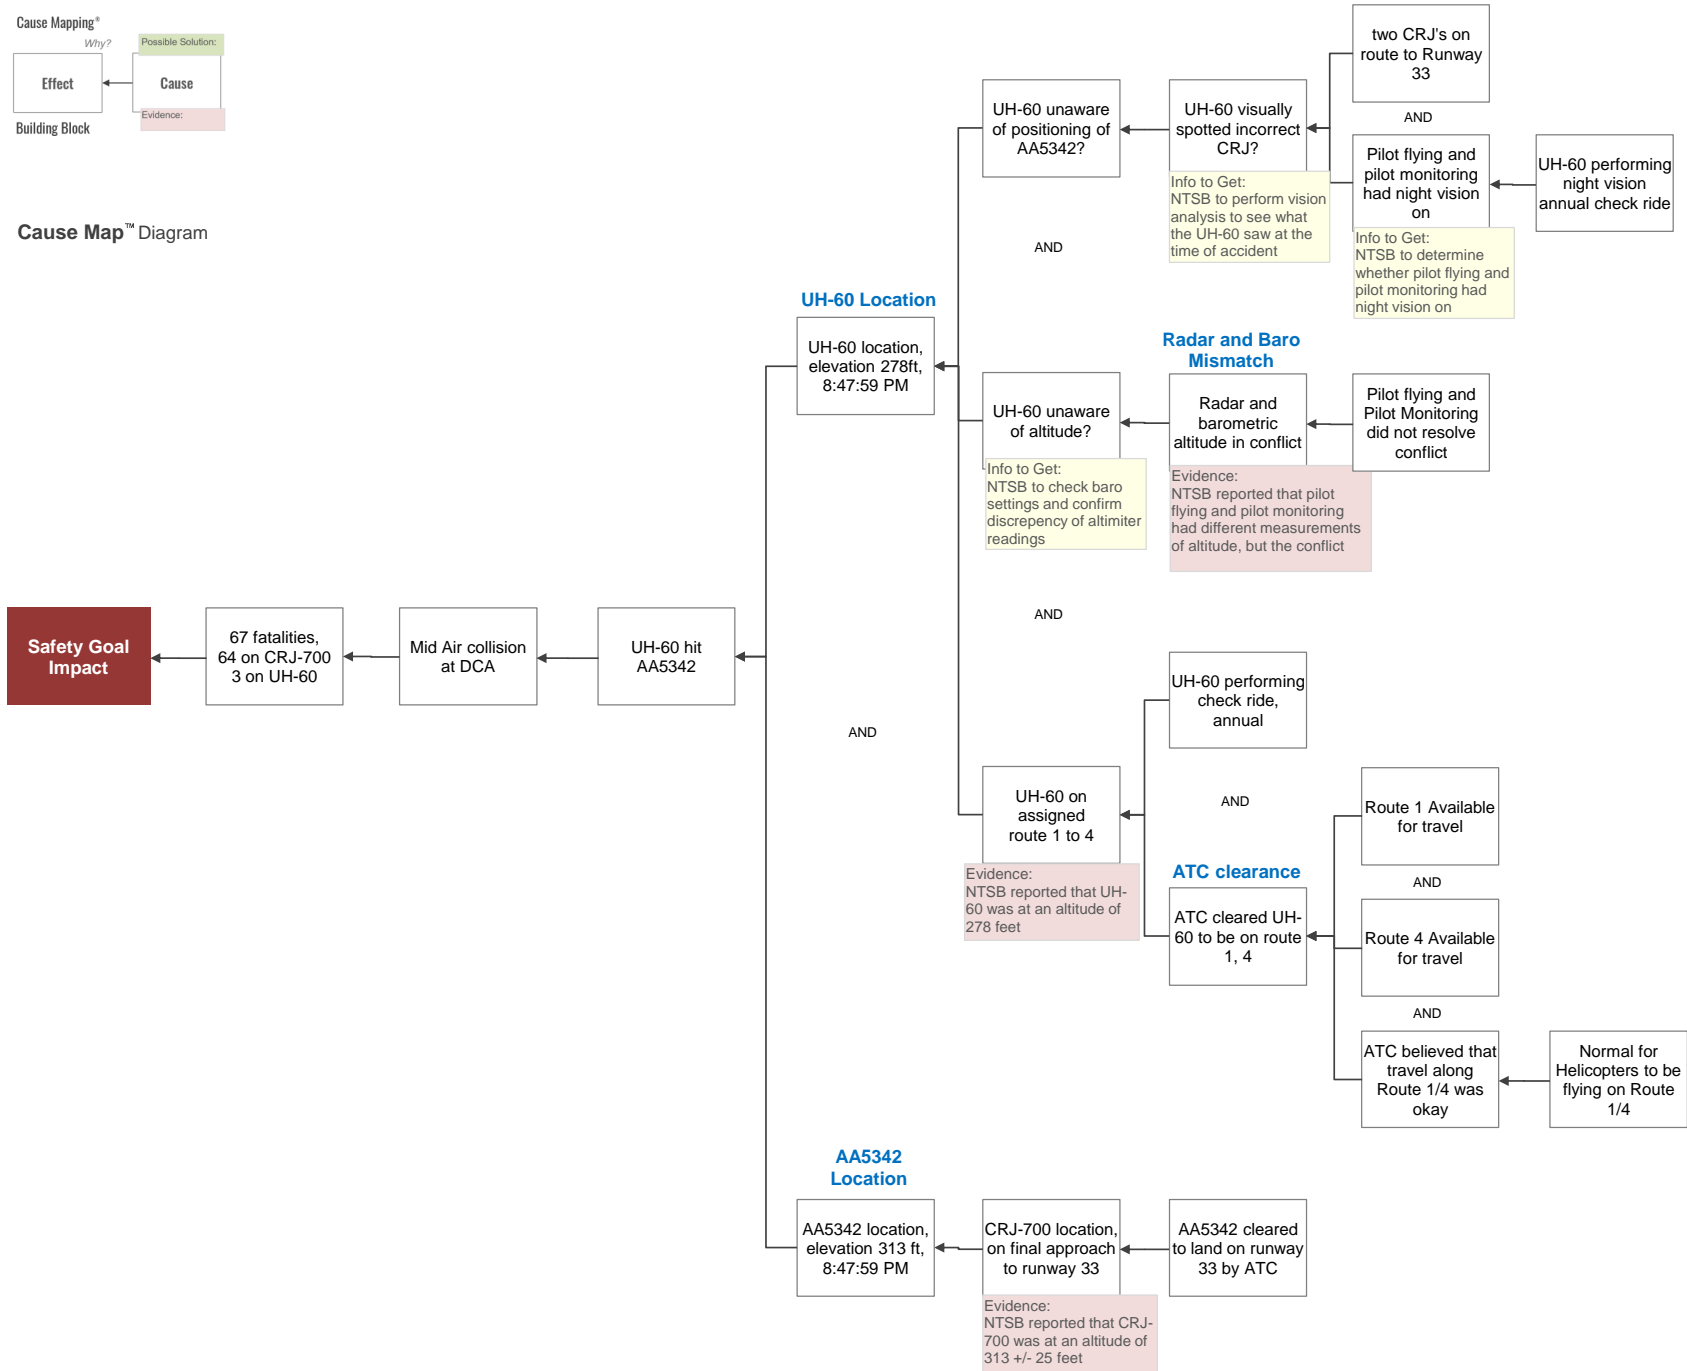 Cause Mapping®
Why?
Possible Solution:
Effect
Cause
Evidence:
Building Block
Cause Map™ Diagram
Safety Goal
Impact
67 fatalities,
64 on CRJ-700
3 on UH-60
Mid Air collision
at DCA
UH-60 hit
AA5342
AND
UH-60 Location
UH-60 location,
elevation 278ft,
8:47:59 PM
UH-60 unaware
of positioning of
AA5342?
UH-60 visually
spotted incorrect
CRJ?
Info to Get:
NTSB to perform vision
analysis to see what
the UH-60 saw at the
time of accident
two CRJ's on
route to Runway
33
AND
Pilot flying and
pilot monitoring
had night vision
on
Info to Get:
NTSB to determine
whether pilot flying and
pilot monitoring had
night vision on
UH-60 performing
night vision
annual check ride
AND
UH-60 unaware
of altitude?
Info to Get:
NTSB to check baro
settings and confirm
discrepency of altimiter
readings
Radar and Baro
Mismatch
Radar and
barometric
altitude in conflict
Evidence:
NTSB reported that pilot
flying and pilot monitoring
had different measurements
of altitude, but the conflict
Pilot flying and
Pilot Monitoring
did not resolve
conflict
AND
UH-60 on
assigned
route 1 to 4
Evidence:
NTSB reported that UH-
60 was at an altitude of
278 feet
UH-60 performing
check ride,
annual
AND
ATC clearance
ATC cleared UH-
60 to be on route
1, 4
Route 1 Available
for travel
AND
Route 4 Available
for travel
AND
ATC believed that
travel along
Route 1/4 was
okay
Normal for
Helicopters to be
flying on Route
1/4
AA5342
Location
AA5342 location,
elevation 313 ft,
8:47:59 PM
CRJ-700 location,
on final approach
to runway 33
Evidence:
NTSB reported that CRJ-
700 was at an altitude of
313 +/- 25 feet
AA5342 cleared
to land on runway
33 by ATC